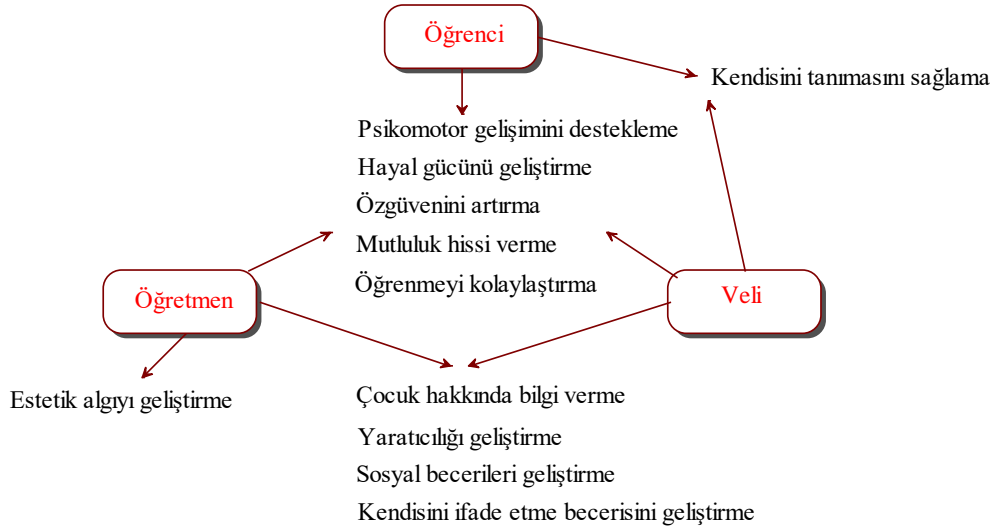 Öğrenci
Kendisini tanımasını sağlama
Psikomotor gelişimini destekleme
Hayal gücünü geliştirme
Özgüvenini artırma
Mutluluk hissi verme
Öğrenmeyi kolaylaştırma
Öğretmen
Veli
Estetik algıyı geliştirme
Çocuk hakkında bilgi verme
Yaratıcılığı geliştirme
Sosyal becerileri geliştirme
Kendisini ifade etme becerisini geliştirme